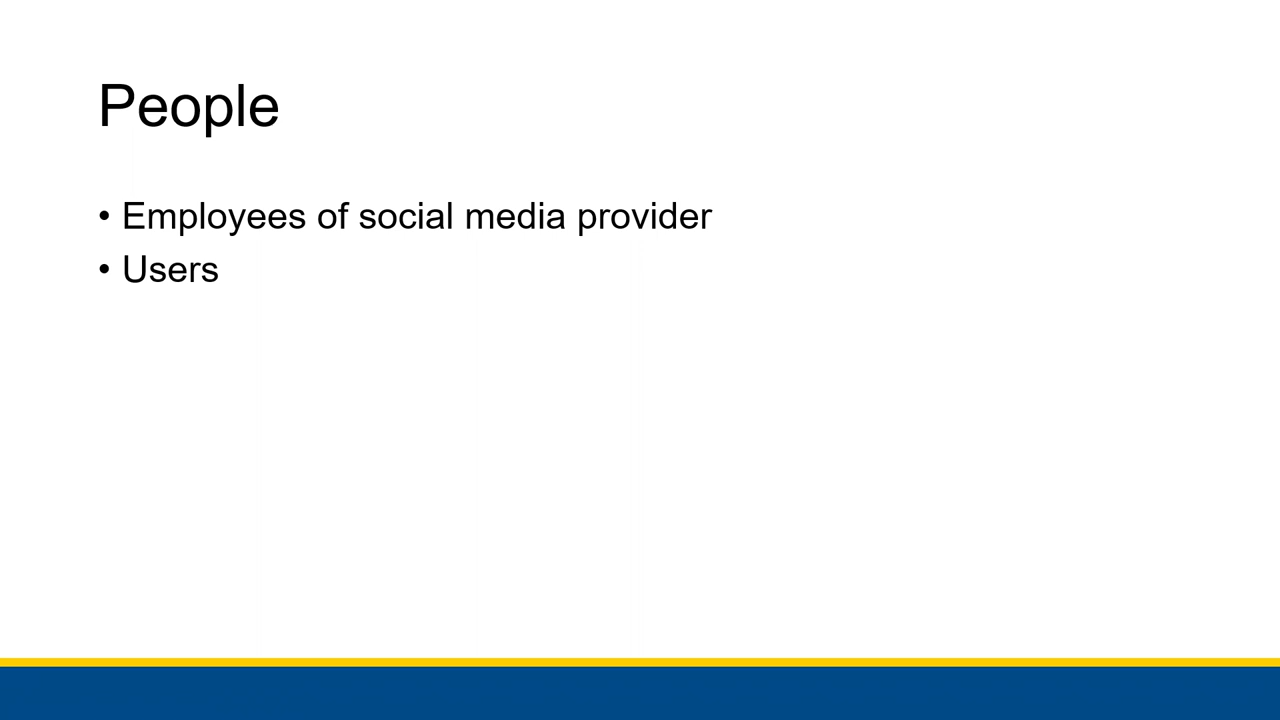 People
• Employees of social media provider
• Users